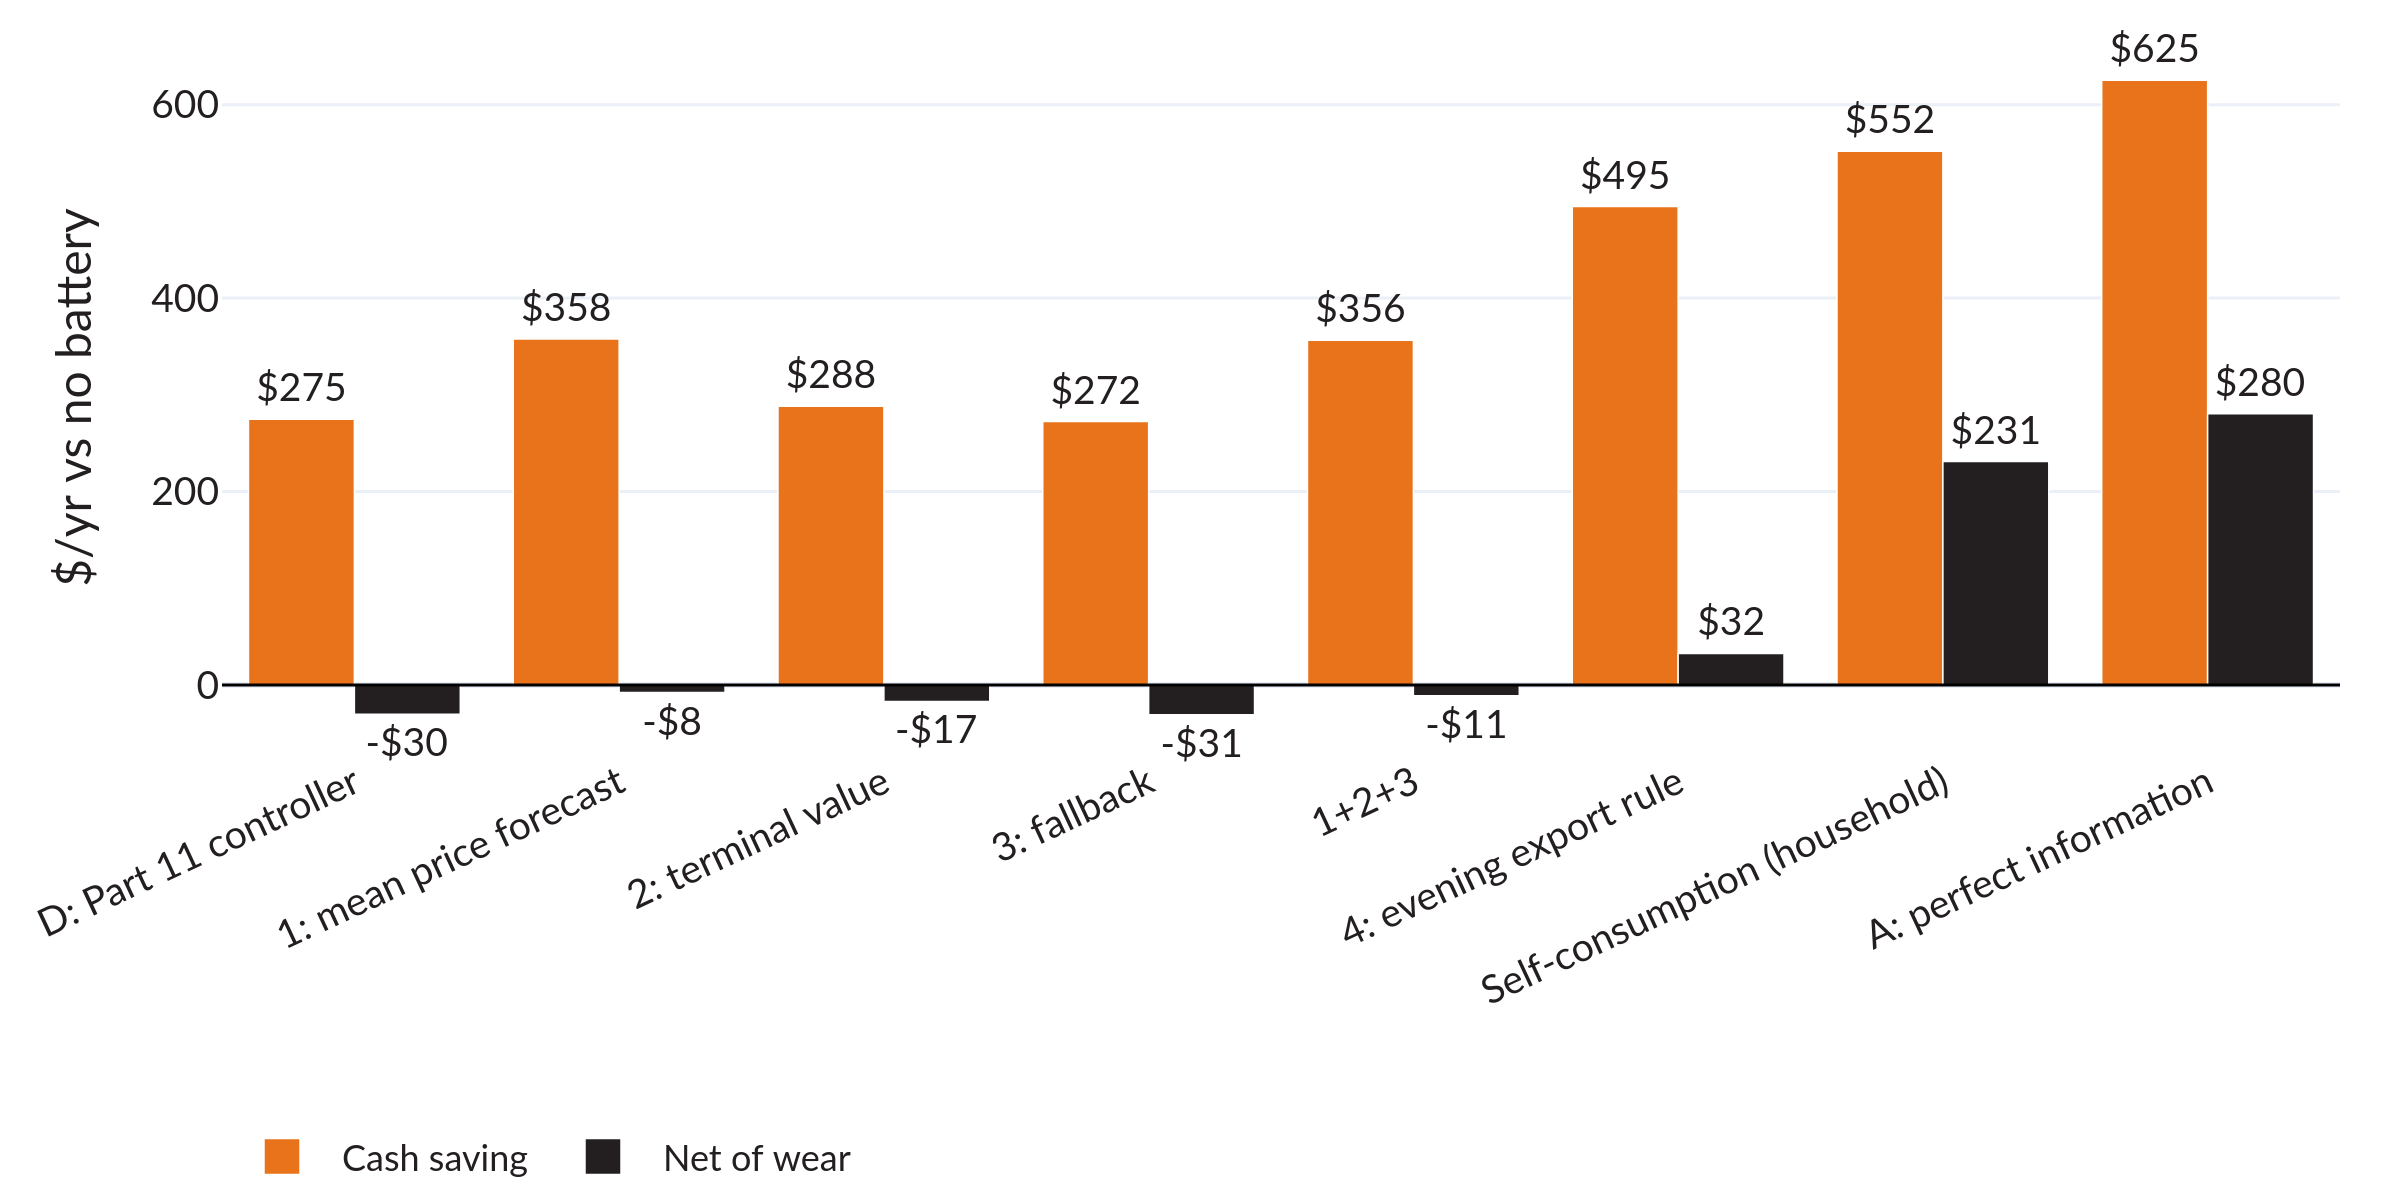 $/yr vs no battery
600
400
200
0
$275
-$30
$358
-$8
$288
-$17
$272
-$31
$356
-$11
$495
$32
$552
$231
$625
$280
D: Part 11 controller
1: mean price forecast
2: terminal value
3: fallback
1+2+3
4: evening export rule
Self-consumption (household)
A: perfect information
Cash saving
Net of wear